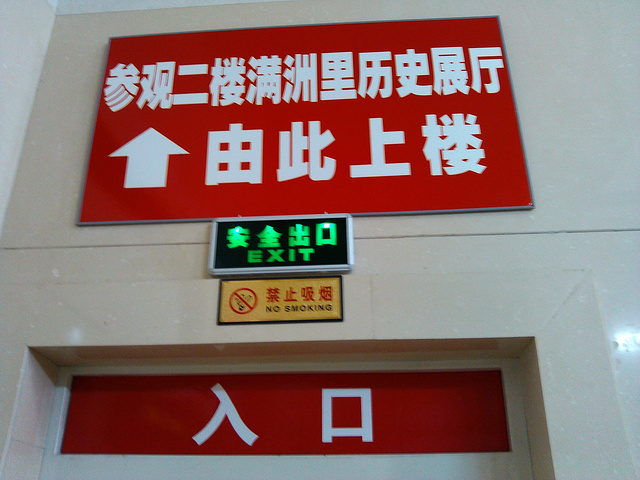 参观二楼满洲里历史展厅
由此上楼
安全出口
EXIT
禁止吸烟
NO SMOKING
入口